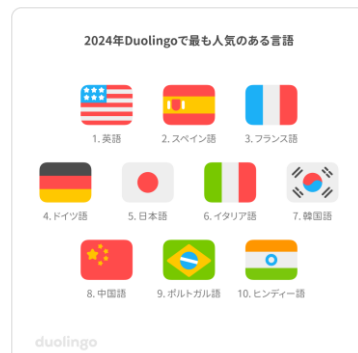 2024年Duolingoで最も人気のある言語
1. 英語
2. スペイン語
3. フランス語
4. ドイツ語
5. 日本語
6. イタリア語
7. 韓国語
8. 中国語
9. ポルトガル語
10. ヒンディー語
duolingo